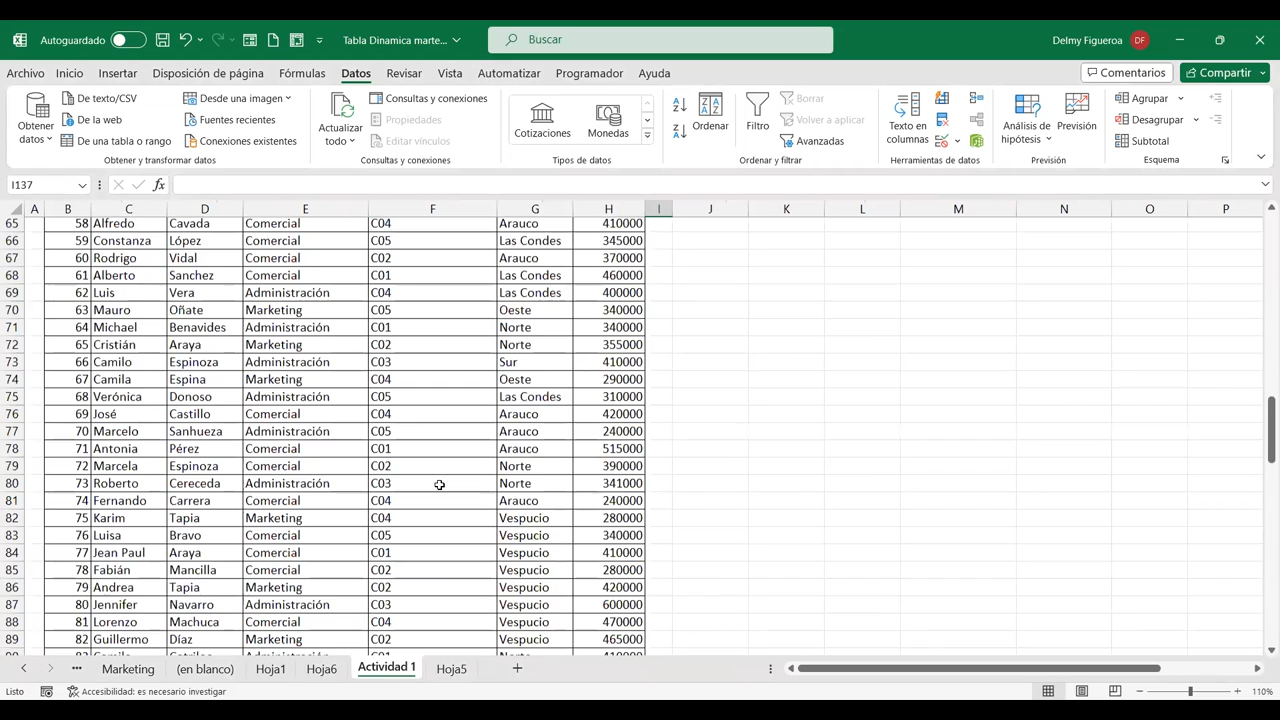 Autoguardado Tabla Dinamica marte... Buscar Delmy Figueroa DF
Archivo Inicio Insertar Disposición de página Fórmulas Datos Revisar Vista Automatizar Programador Ayuda Comentarios Compartir
Obtener datos
De texto/CSV
De la web
De una tabla o rango
Desde una imagen
Fuentes recientes
Conexiones existentes
Obtener y transformar datos
Actualizar todo
Consultas y conexiones
Propiedades
Editar vínculos
Consultas y conexiones
Cotizaciones Monedas
Tipos de datos
Ordenar
Filtro
Borrar
Volver a aplicar
Avanzadas
Ordenar y filtrar
Texto en columnas
Herramientas de datos
Análisis de hipótesis
Previsión
Previsión
Agrupar
Desagrupar
Subtotal
Esquema
I137 fx
A B C D E F G H I J K L M N O P
65 58 Alfredo Cavada Comercial C04 Arauco 410000
66 59 Constanza López Comercial C05 Las Condes 345000
67 60 Rodrigo Vidal Comercial C02 Arauco 370000
68 61 Alberto Sanchez Comercial C01 Las Condes 460000
69 62 Luis Vera Administración C04 Las Condes 400000
70 63 Mauro Oñate Marketing C05 Oeste 340000
71 64 Michael Benavides Administración C01 Norte 340000
72 65 Cristián Araya Marketing C02 Norte 355000
73 66 Camilo Espinoza Administración C03 Sur 410000
74 67 Camila Espina Marketing C04 Oeste 290000
75 68 Verónica Donoso Marketing C05 Las Condes 310000
76 69 José Castillo Comercial C04 Arauco 420000
77 70 Marcelo Sanhueza Administración C05 Arauco 240000
78 71 Antonia Pérez Comercial C01 Arauco 515000
79 72 Marcela Espinoza Comercial C02 Norte 390000
80 73 Roberto Cereceda Administración C03 Norte 341000
81 74 Fernando Carrera Comercial C04 Arauco 240000
82 75 Karim Tapia Marketing C04 Vespucio 280000
83 76 Luisa Bravo Comercial C05 Vespucio 340000
84 77 Jean Paul Araya Comercial C01 Vespucio 410000
85 78 Fabián Mancilla Comercial C02 Vespucio 280000
86 79 Andrea Tapia Marketing C02 Vespucio 420000
87 80 Jennifer Navarro Administración C03 Vespucio 600000
88 81 Lorenzo Machuca Comercial C04 Vespucio 470000
89 82 Guillermo Díaz Marketing C02 Vespucio 465000
... Marketing (en blanco) Hoja1 Hoja6 Actividad 1 Hoja5
Listo Accesibilidad: es necesario investigar 110%